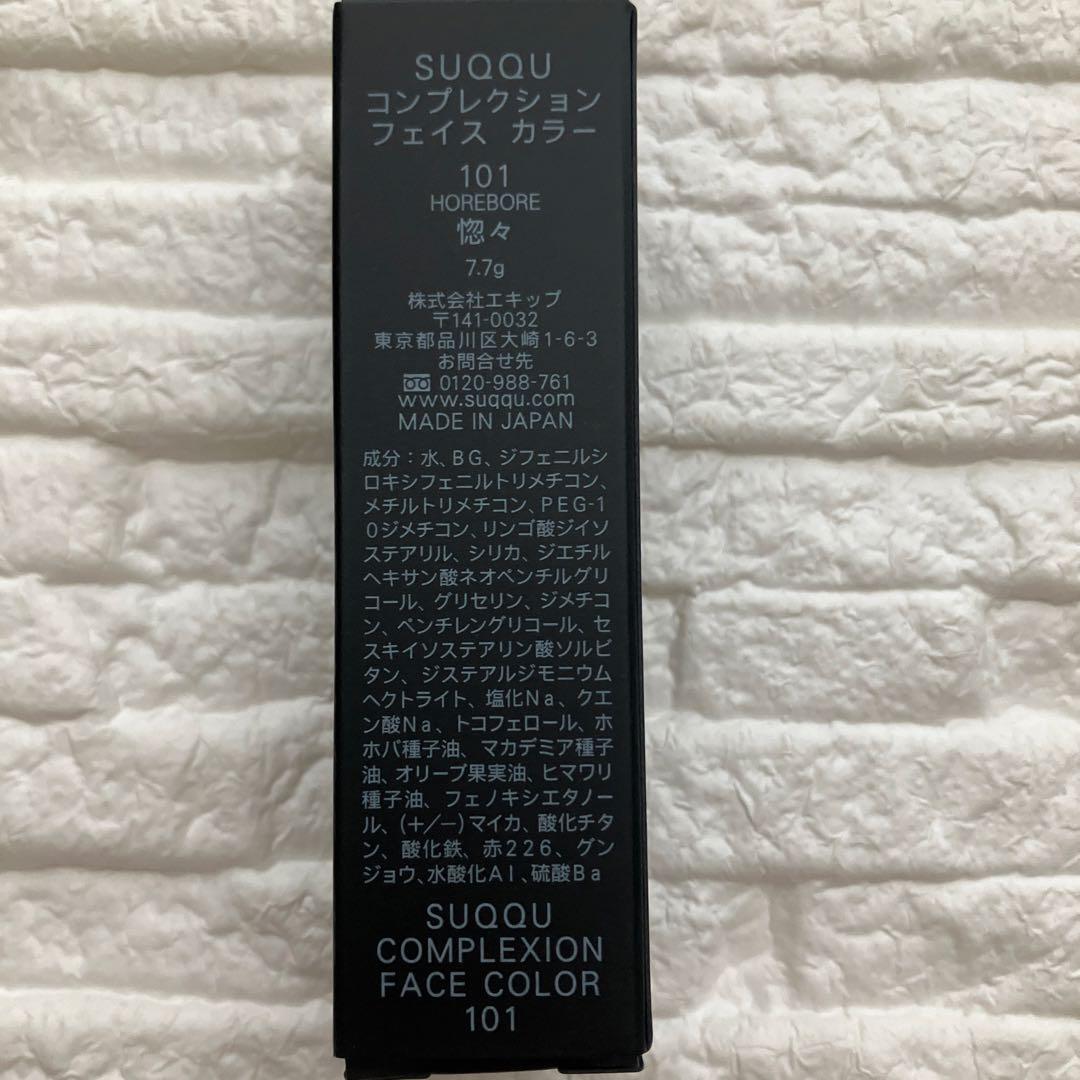 SUQQU
コンプレクション
フェイス カラー
101
HOREBORE
惚々
7.7g
株式会社エキップ
〒141-0032
東京都品川区大崎1-6-3
お問合せ先
0120-988-761
www.suqqu.com
MADE IN JAPAN
成分：水、BG、ジフェニルシ
ロキシフェニルトリメチコン、
メチルトリメチコン、PEG-1
0ジメチコン、リンゴ酸ジイソ
ステアリル、シリカ、ジエチル
ヘキサン酸ネオペンチルグリ
コール、グリセリン、ジメチコ
ン、ペンチレングリコール、セ
スキイソステアリン酸ソルビ
タン、ジステアルジモニウム
ヘクトライト、塩化Na、クエ
ン酸Na、トコフェロール、ホ
ホバ種子油、マカデミア種子
油、オリーブ果実油、ヒマワリ
種子油、フェノキシエタノー
ル、(+/−)マイカ、酸化チタ
ン、酸化鉄、赤226、グン
ジョウ、水酸化Al、硫酸Ba
SUQQU
COMPLEXION
FACE COLOR
101